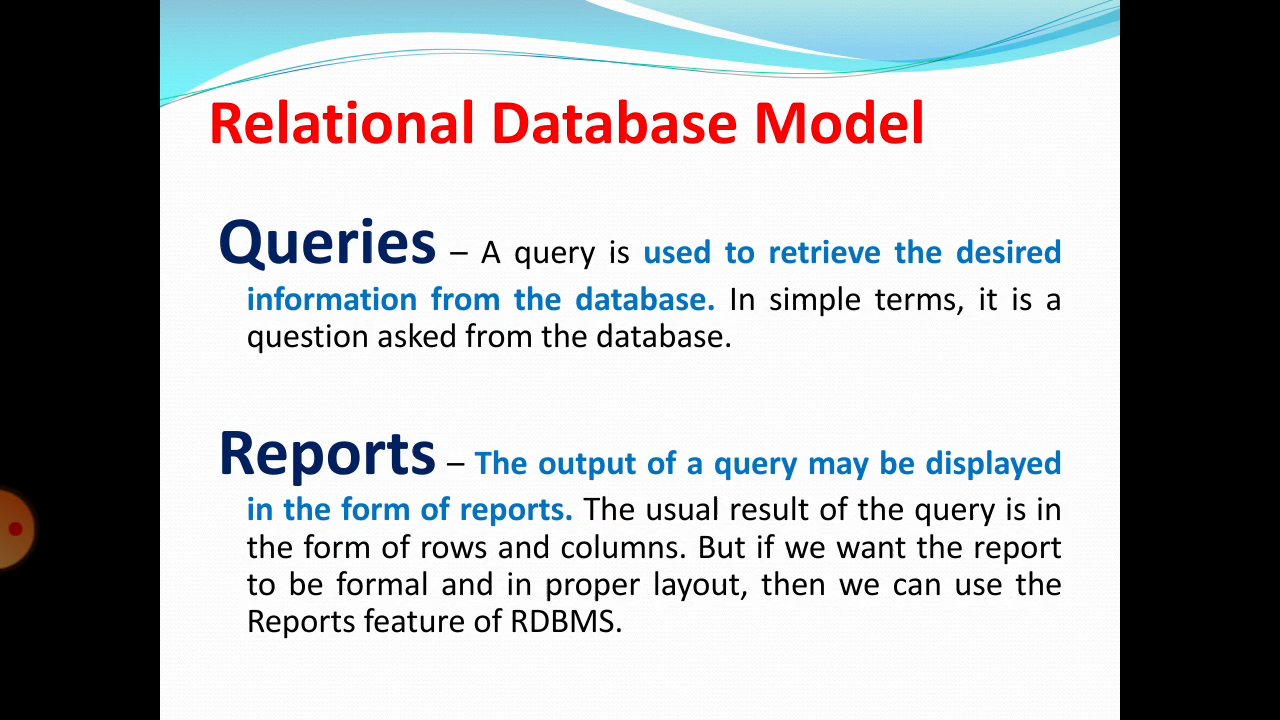 Relational Database Model
Queries – A query is used to retrieve the desired
information from the database. In simple terms, it is a
question asked from the database.
Reports – The output of a query may be displayed
in the form of reports. The usual result of the query is in
the form of rows and columns. But if we want the report
to be formal and in proper layout, then we can use the
Reports feature of RDBMS.